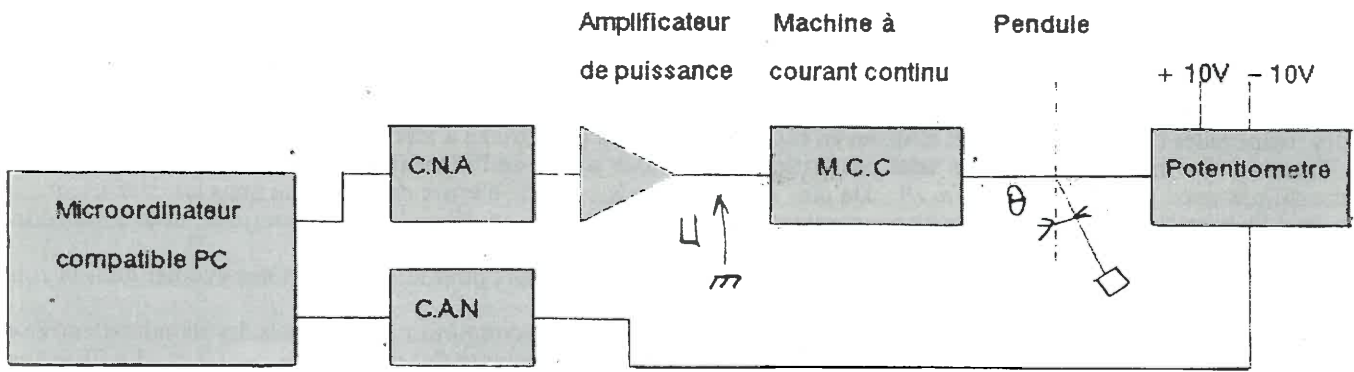 Amplificateur
de puissance
Machine à
courant continu
Pendule
+ 10V - 10V
C.N.A
M.C.C
Potentiometre
Microordinateur
compatible PC
U
θ
C.A.N